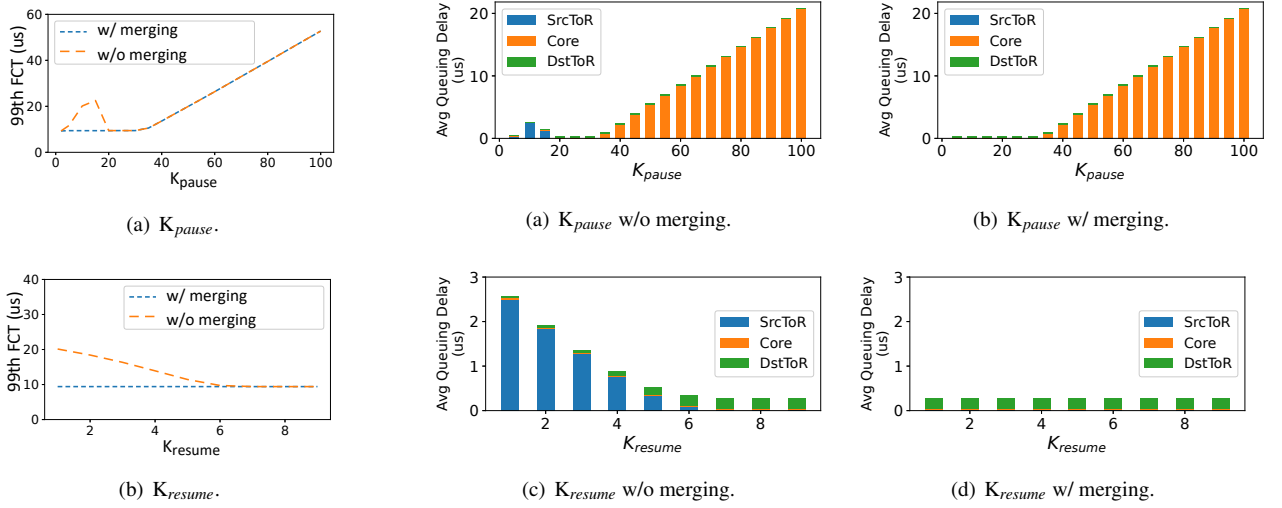 60
40
20
0
99th FCT (us)
w/ merging
w/o merging
0 20 40 60 80 100
K_pause
(a) K_pause.
20
10
0
Avg Queuing Delay
(us)
SrcToR
Core
DstToR
0 20 40 60 80 100
K_pause
(a) K_pause w/o merging.
20
10
0
Avg Queuing Delay
(us)
SrcToR
Core
DstToR
0 20 40 60 80 100
K_pause
(b) K_pause w/ merging.
40
30
20
10
0
99th FCT (us)
w/ merging
w/o merging
2 4 6 8
K_resume
(b) K_resume.
3
2
1
0
Avg Queuing Delay
(us)
SrcToR
Core
DstToR
2 4 6 8
K_resume
(c) K_resume w/o merging.
3
2
1
0
Avg Queuing Delay
(us)
SrcToR
Core
DstToR
2 4 6 8
K_resume
(d) K_resume w/ merging.